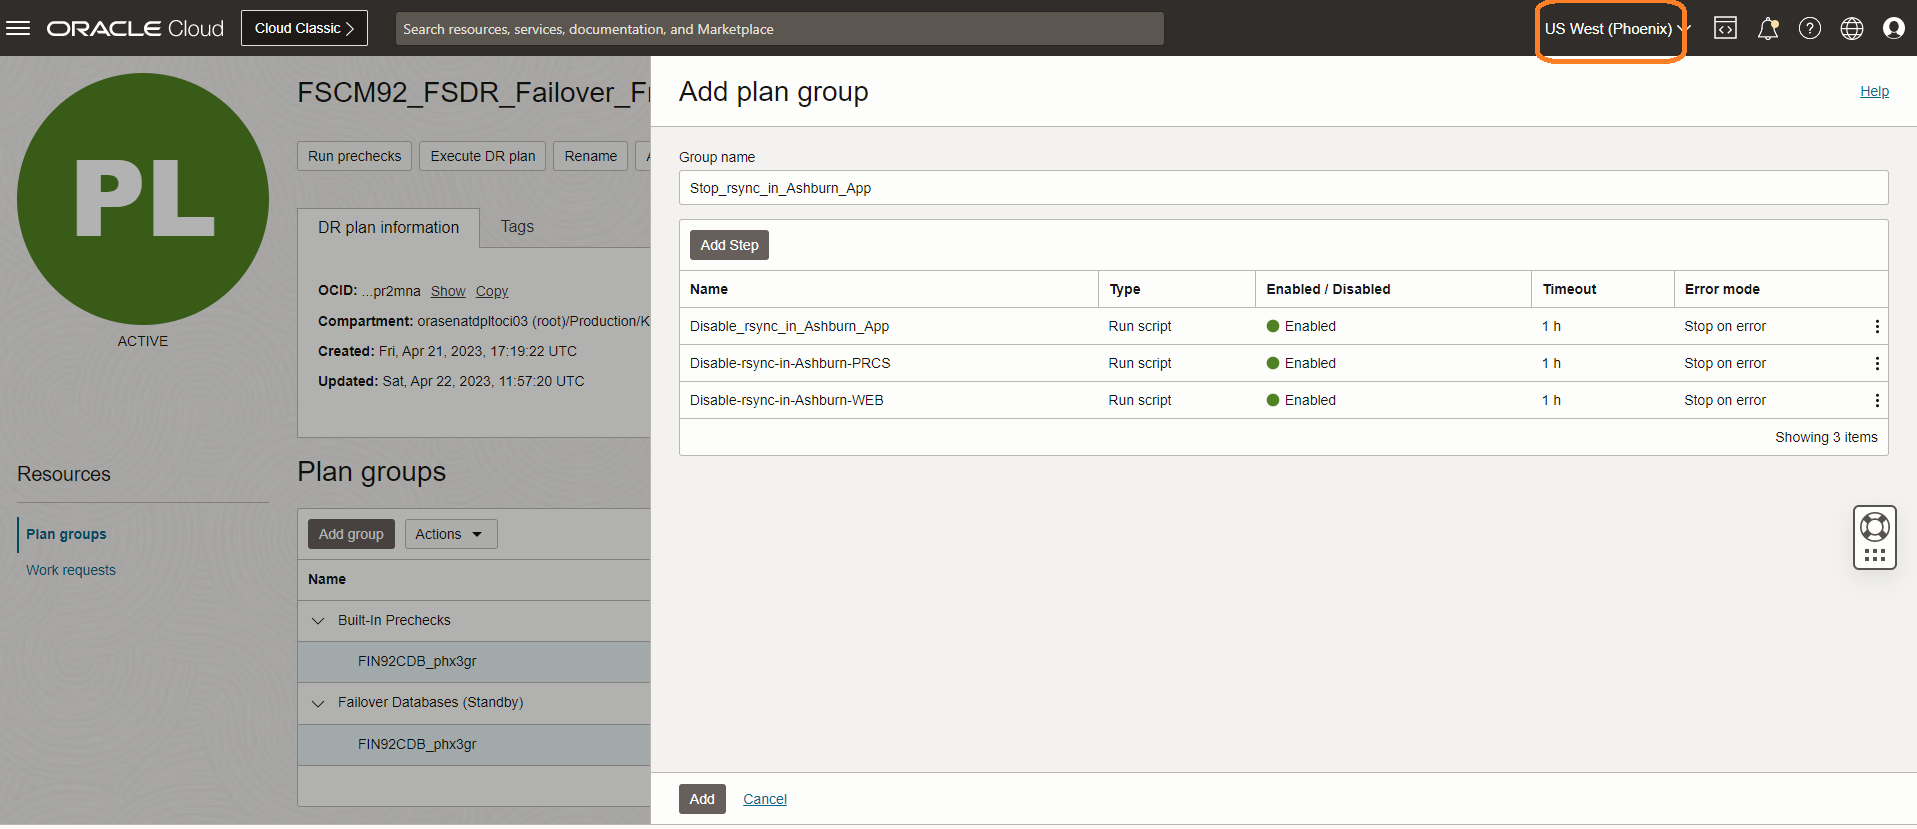 ORACLE Cloud
Cloud Classic
Search resources, services, documentation, and Marketplace
US West (Phoenix)
PL
ACTIVE
Resources
Plan groups
Work requests
FSCM92_FSDR_Failover_Fr
Run prechecks
Execute DR plan
Rename
DR plan information
Tags
OCID: ...pr2mna Show Copy
Compartment: orasenatdpltoci03 (root)/Production/K
Created: Fri, Apr 21, 2023, 17:19:22 UTC
Updated: Sat, Apr 22, 2023, 11:57:20 UTC
Plan groups
Add group
Actions
Name
Built-In Prechecks
FIN92CDB_phx3gr
Failover Databases (Standby)
FIN92CDB_phx3gr
Add plan group
Help
Group name
Stop_rsync_in_Ashburn_App
Add Step
Name Type Enabled / Disabled Timeout Error mode
Disable_rsync_in_Ashburn_App Run script Enabled 1 h Stop on error
Disable-rsync-in-Ashburn-PRCS Run script Enabled 1 h Stop on error
Disable-rsync-in-Ashburn-WEB Run script Enabled 1 h Stop on error
Showing 3 items
Add
Cancel